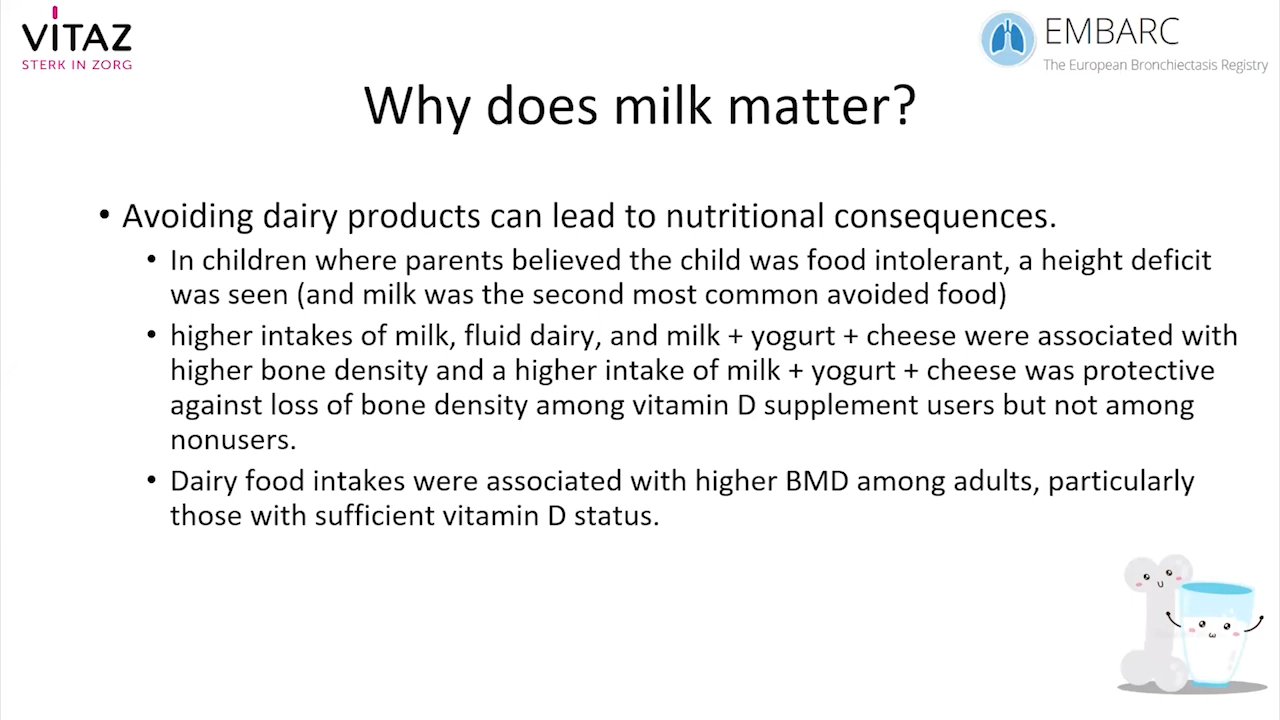 VITAZ
STERK IN ZORG
EMBARC
The European Bronchiectasis Registry
Why does milk matter?
• Avoiding dairy products can lead to nutritional consequences.
• In children where parents believed the child was food intolerant, a height deficit
was seen (and milk was the second most common avoided food)
• higher intakes of milk, fluid dairy, and milk + yogurt + cheese were associated with
higher bone density and a higher intake of milk + yogurt + cheese was protective
against loss of bone density among vitamin D supplement users but not among
nonusers.
• Dairy food intakes were associated with higher BMD among adults, particularly
those with sufficient vitamin D status.